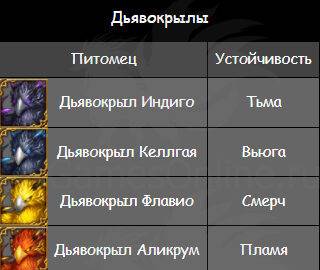 Дьявокрылы
Питомец Устойчивость
Дьявокрыл Индиго Тьма
Дьявокрыл Келлгая Вьюга
Дьявокрыл Флавио Смерч
Дьявокрыл Аликрум Пламя